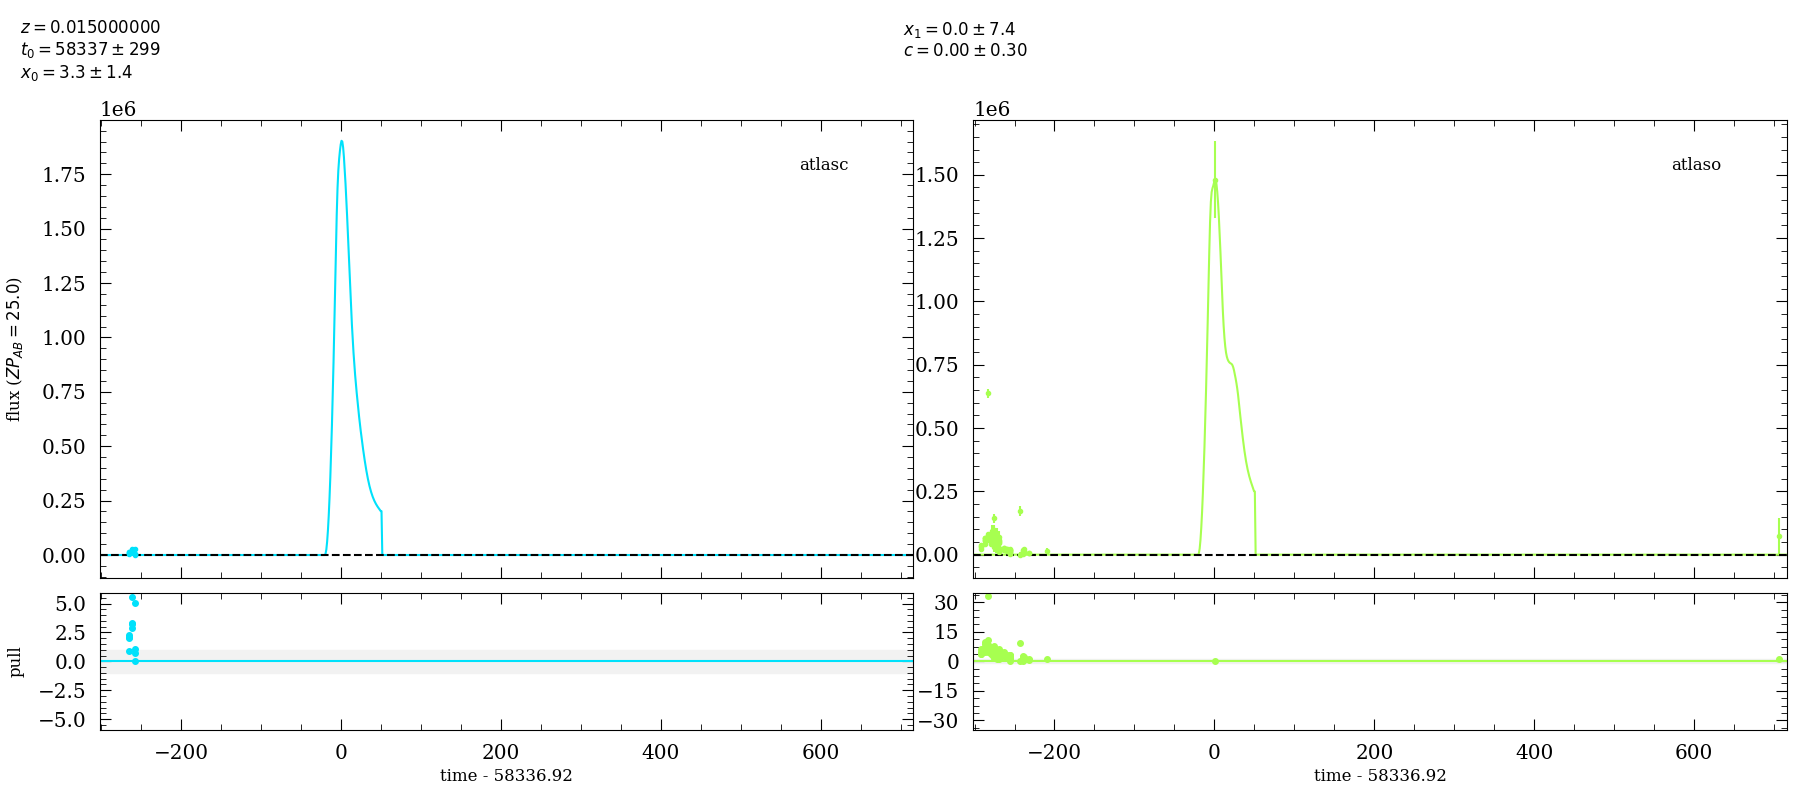 z = 0.015000000
t₀ = 58337 ± 299
x₀ = 3.3 ± 1.4
x₁ = 0.0 ± 7.4
c = 0.00 ± 0.30
1e6
atlasc
1.75
1.50
1.25
1.00
0.75
0.50
0.25
0.00
flux (ZP_AB = 25.0)
5.0
2.5
0.0
−2.5
−5.0
pull
−200 0 200 400 600
time - 58336.92
1e6
atlaso
1.50
1.25
1.00
0.75
0.50
0.25
0.00
30
15
0
−15
−30
−200 0 200 400 600
time - 58336.92